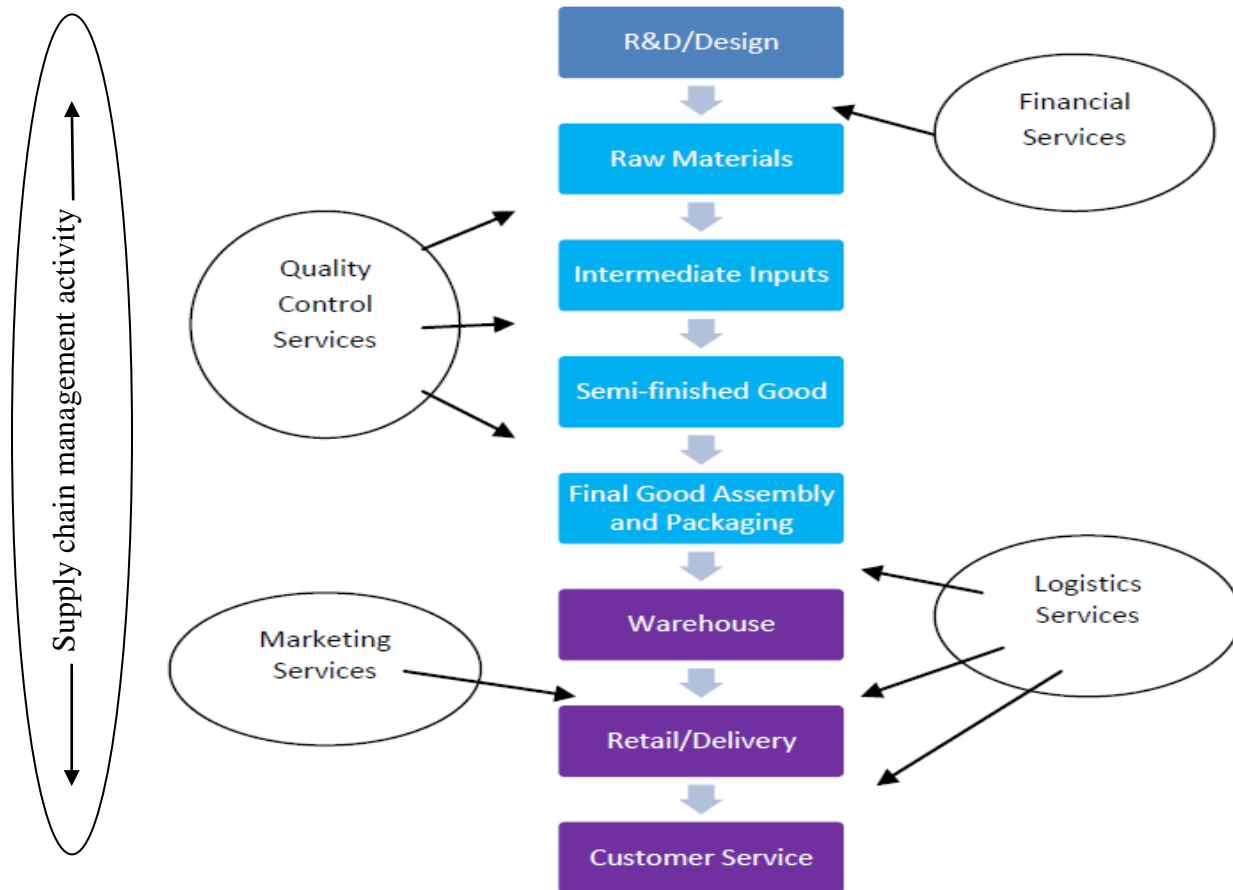 R&D/Design
Financial
Services
Raw Materials
Quality
Control
Services
Intermediate Inputs
Supply chain management activity
Semi-finished Good
Final Good Assembly
and Packaging
Logistics
Services
Warehouse
Marketing
Services
Retail/Delivery
Customer Service